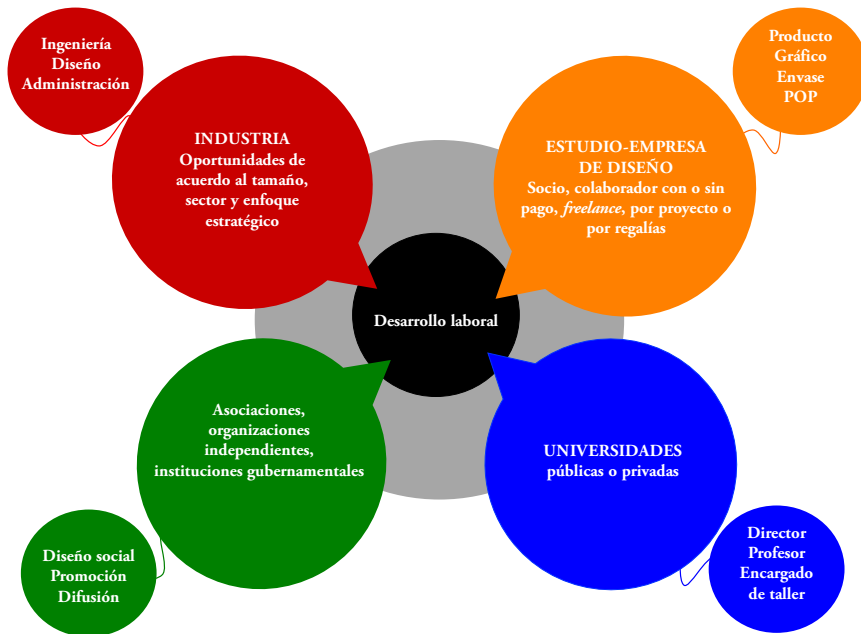 Ingeniería
Diseño
Administración
INDUSTRIA
Oportunidades de
acuerdo al tamaño,
sector y enfoque
estratégico
Producto
Gráfico
Envase
POP
ESTUDIO-EMPRESA
DE DISEÑO
Socio, colaborador con o sin
pago, freelance, por proyecto o
por regalías
Desarrollo laboral
Asociaciones,
organizaciones
independientes,
instituciones gubernamentales
Diseño social
Promoción
Difusión
UNIVERSIDADES
públicas o privadas
Director
Profesor
Encargado
de taller